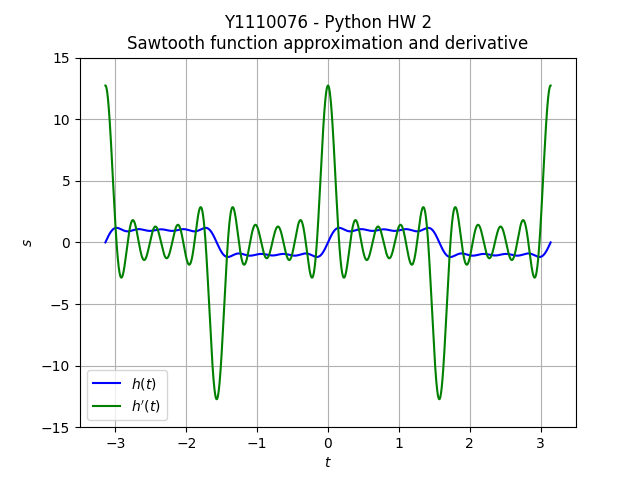 Y1110076 - Python HW 2
Sawtooth function approximation and derivative
15
10
5
0
−5
−10
−15
s
h(t)
h′(t)
−3 −2 −1 0 1 2 3
t